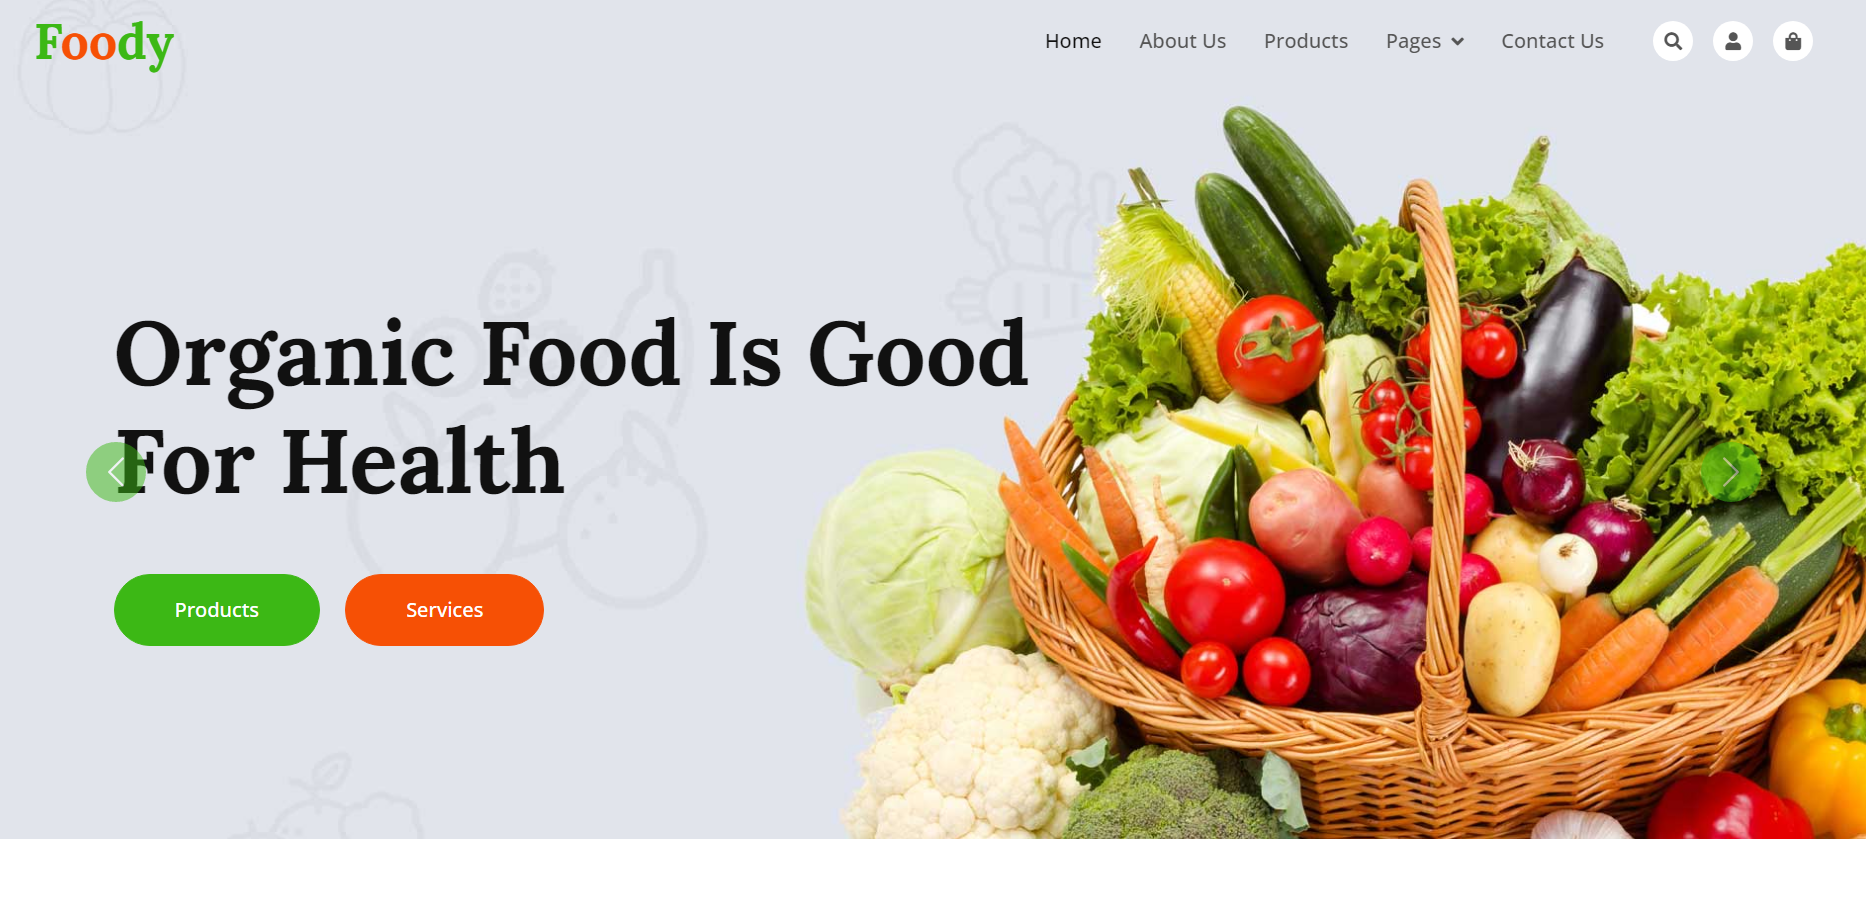 Foody
Home About Us Products Pages Contact Us
Organic Food Is Good
For Health
Products Services